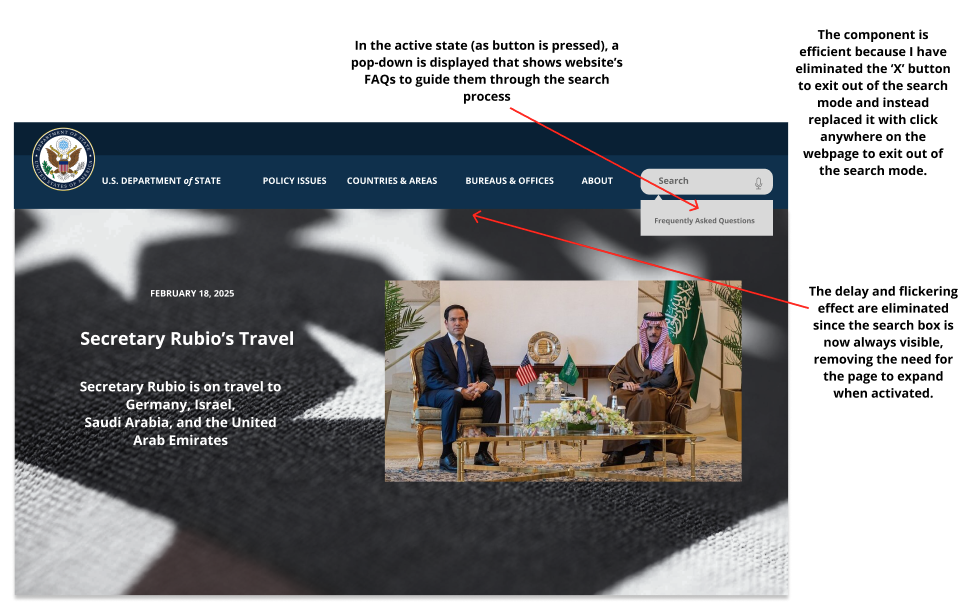 In the active state (as button is pressed), a
pop-down is displayed that shows website’s
FAQs to guide them through the search
process
The component is
efficient because I have
eliminated the ‘X’ button
to exit out of the search
mode and instead
replaced it with click
anywhere on the
webpage to exit out of
the search mode.
U.S. DEPARTMENT of STATE
POLICY ISSUES
COUNTRIES & AREAS
BUREAUS & OFFICES
ABOUT
Search
Frequently Asked Questions
FEBRUARY 18, 2025
Secretary Rubio’s Travel
Secretary Rubio is on travel to
Germany, Israel,
Saudi Arabia, and the United
Arab Emirates
The delay and flickering
effect are eliminated
since the search box is
now always visible,
removing the need for
the page to expand
when activated.